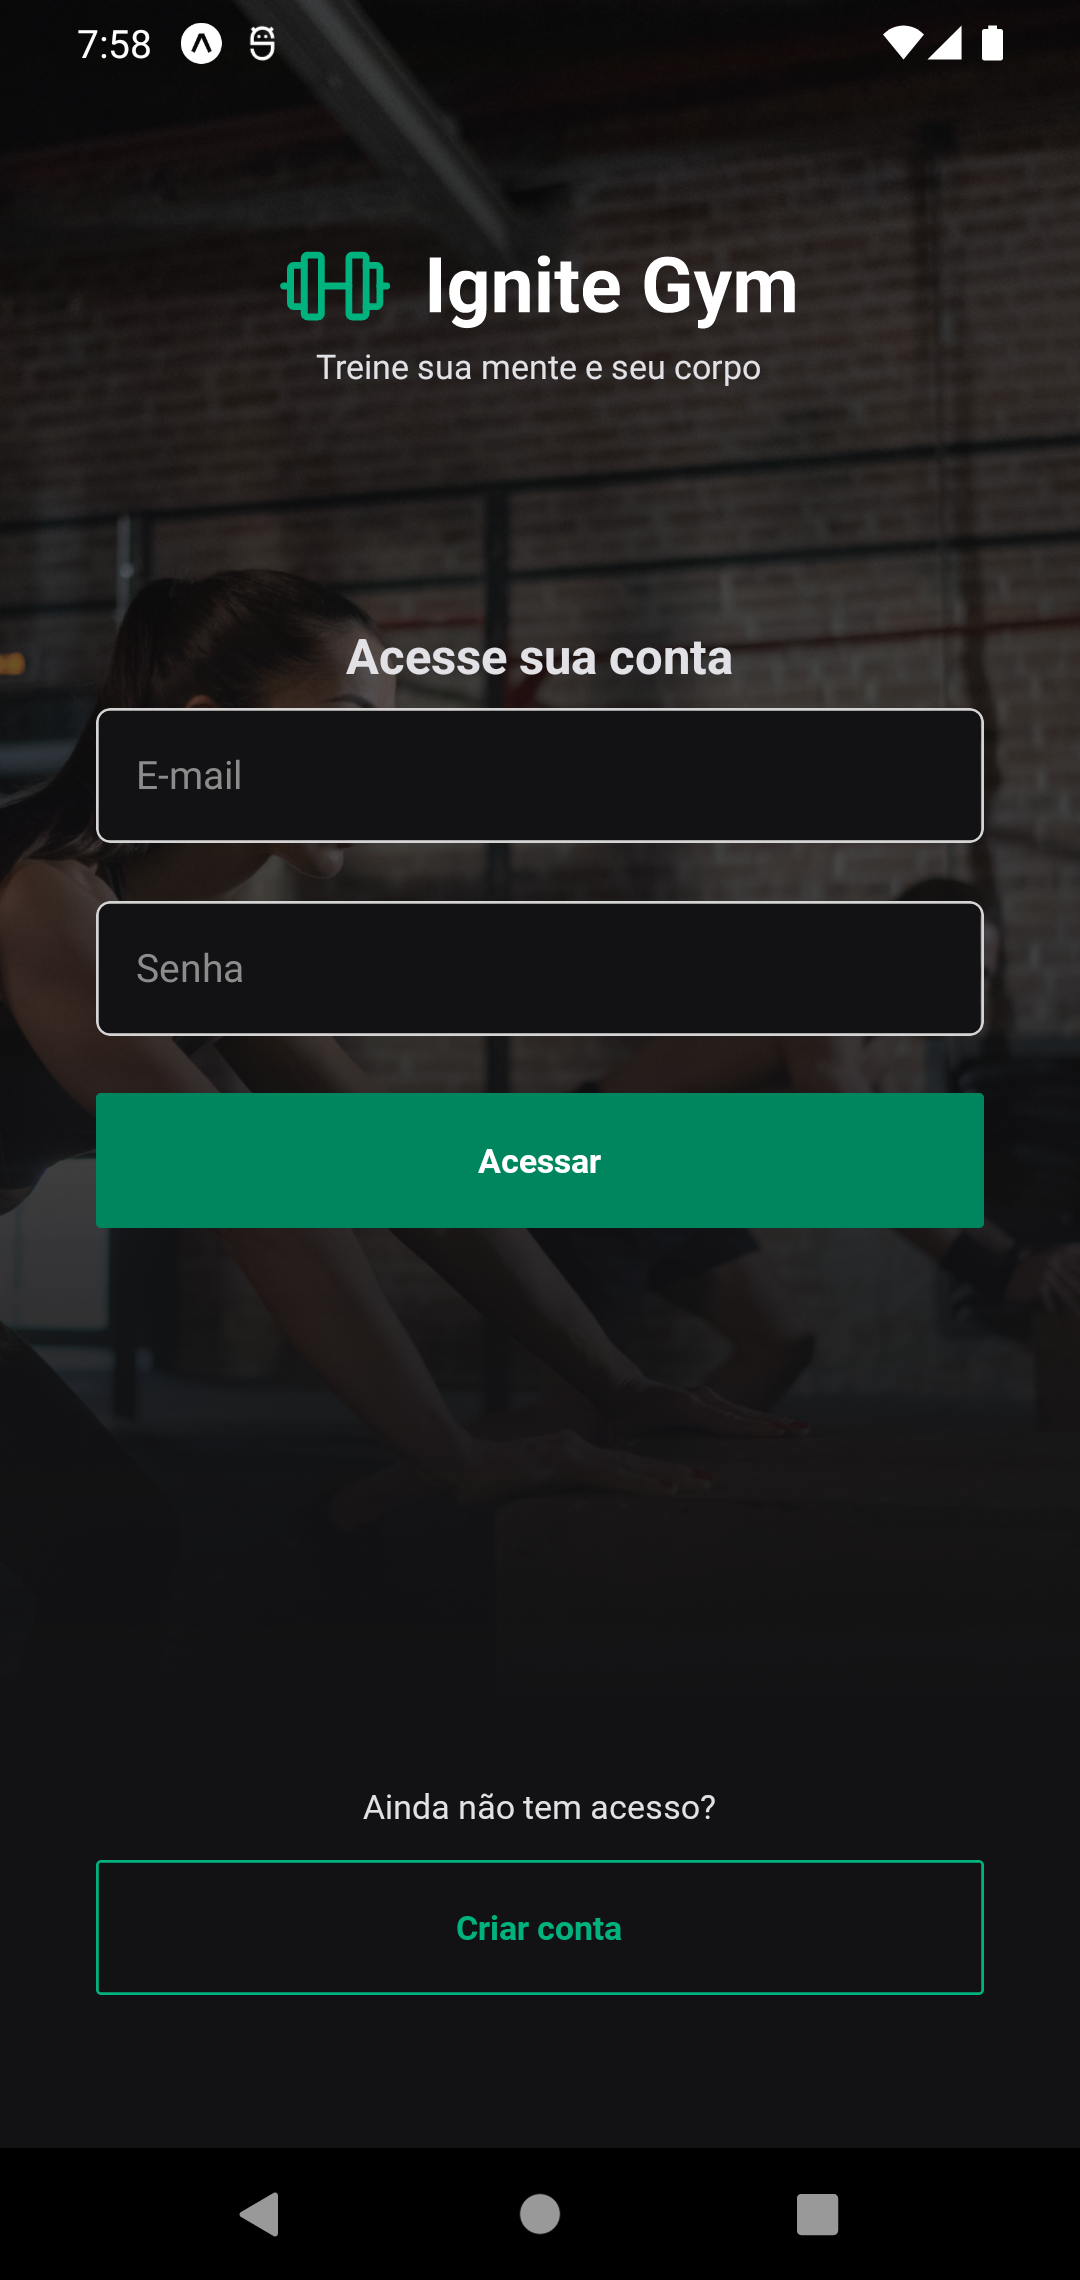 7:58
Ignite Gym
Treine sua mente e seu corpo
Acesse sua conta
E-mail
Senha
Acessar
Ainda não tem acesso?
Criar conta